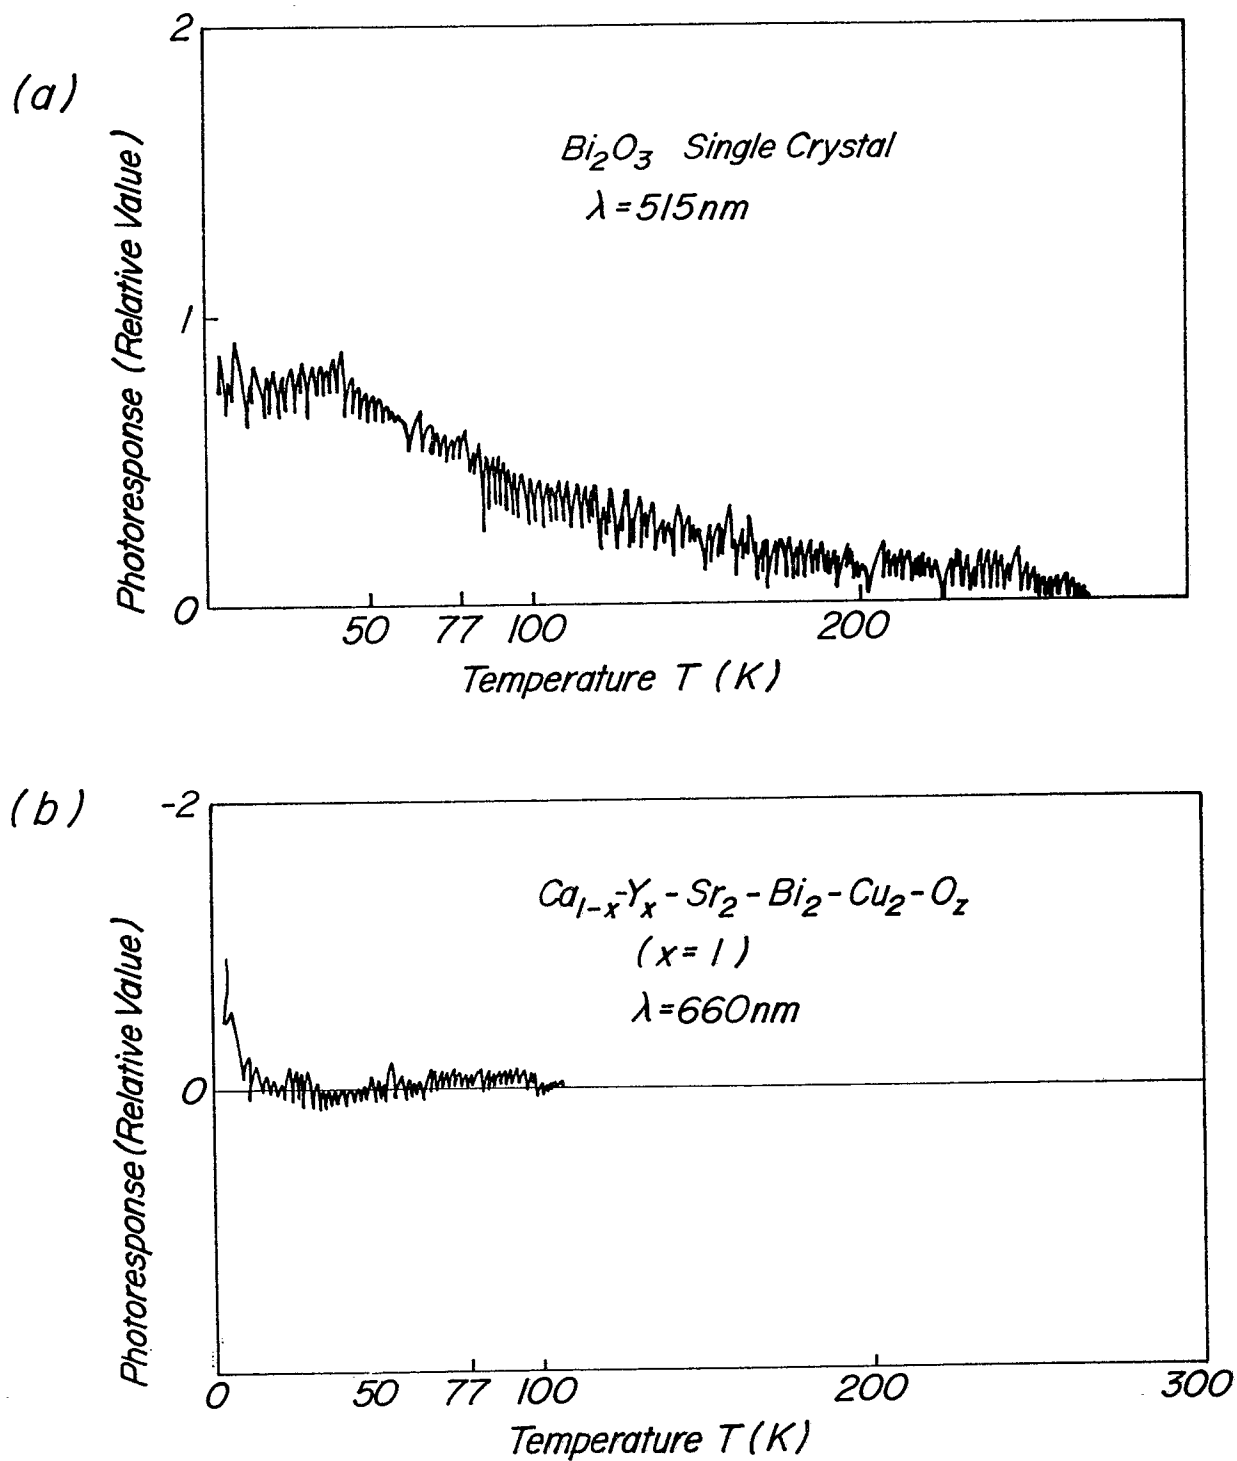 (a)
2
Bi2O3 Single Crystal
λ=515nm
Photoresponse (Relative Value)
1
0
50 77 100 200
Temperature T (K)
(b)
-2
Ca1-x-Yx-Sr2-Bi2-Cu2-Oz
(x=1)
λ=660nm
Photoresponse (Relative Value)
0
0 50 77 100 200 300
Temperature T (K)